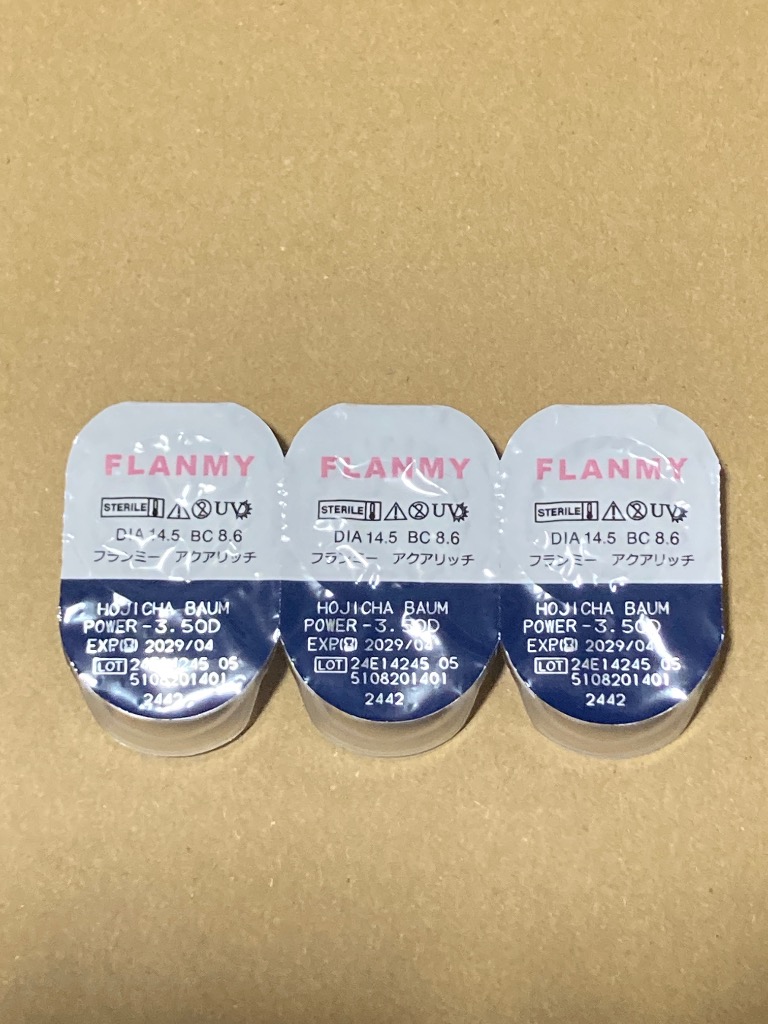 FLANMY
STERILE UV
DIA 14.5 BC 8.6
フランミー アクアリッチ
HOJICHA BAUM
POWER -3.50D
EXP 2029/04
LOT 24E14245 05
5108201401
2442
FLANMY
STERILE UV
DIA 14.5 BC 8.6
フランミー アクアリッチ
HOJICHA BAUM
POWER -3.50D
EXP 2029/04
LOT 24E14245 05
5108201401
2442
FLANMY
STERILE UV
DIA 14.5 BC 8.6
フランミー アクアリッチ
HOJICHA BAUM
POWER -3.50D
EXP 2029/04
LOT 24E14245 05
5108201401
2442